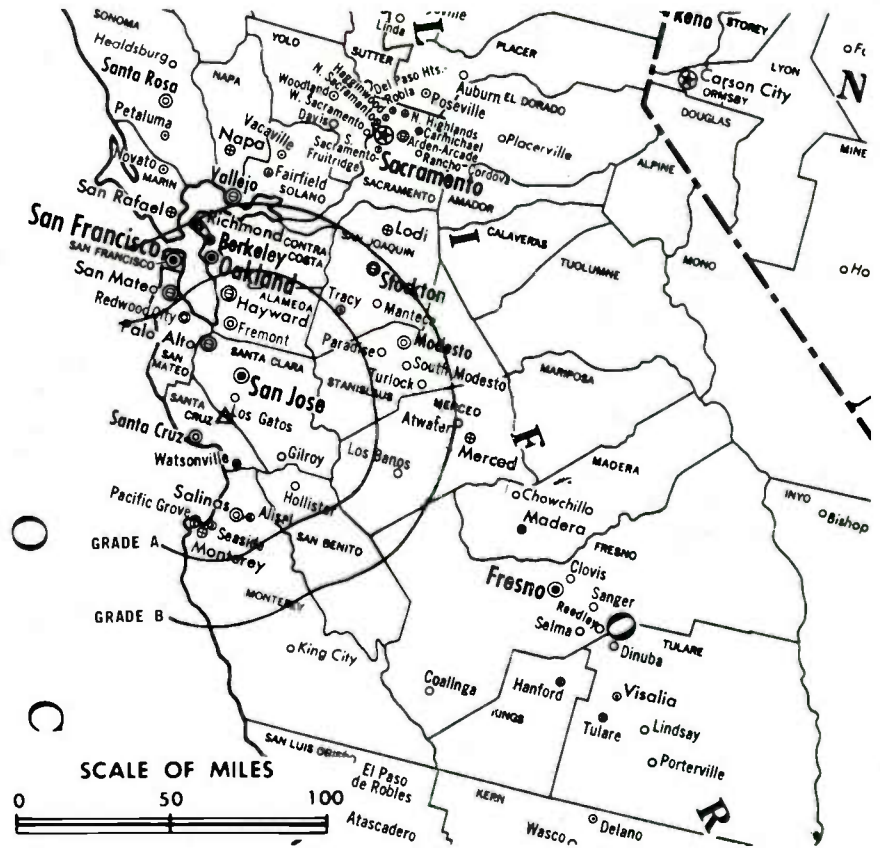 SONOMA
Healdsburg
Santa Rosa
Petaluma
Novato
MARIN
San Rafael
NAPA
Napa
Vallejo
YOLO
Woodland
W. Sacramento
Davis
Vacaville
Fairfield
SOLANO
Linda
SUTTER
L
PLACER
Hagginwood
N. Sacramento
Del Paso Hts.-
Robla
Roseville
Auburn
EL DORADO
N. Highlands
Carmichael
Arden-Arcade
Rancho-Cordova
Placerville
S.
Sacramento-
Fruitridge
Sacramento
SACRAMENTO
AMADOR
Reno
STOREY
LYON
Carson City
ORMSBY
DOUGLAS
N
MINE
ALPINE
Ho
San Francisco
SAN FRANCISCO
Richmond
Berkeley
Oakland
CONTRA
COSTA
ALAMEDA
San Mateo
Redwood City
Palo
Alto
SAN
MATEO
Hayward
Fremont
Lodi
SAN JOAQUIN
Stockton
Tracy
Manteca
I
CALAVERAS
TUOLUMNE
MONO
Paradise
Modesto
South Modesto
Turlock
STANISLAUS
SANTA CLARA
San Jose
SANTA
CRUZ
Los Gatos
Santa Cruz
Watsonville
Gilroy
MERCED
Atwater
Merced
Los Banos
MARIPOSA
F
MADERA
Chowchilla
Madera
INYO
Bishop
Hollister
Salinas
Alisal
Pacific Grove
Seaside
Monterey
SAN BENITO
GRADE A
GRADE B
MONTEREY
King City
FRESNO
Clovis
Fresno
Sanger
Reedley
Selma
O
Dinuba
TULARE
Coalinga
Hanford
KINGS
Visalia
Tulare
Lindsay
Porterville
O
C
SAN LUIS OBISPO
El Paso
de Robles
Atascadero
KERN
Wasco
Delano
R
SCALE OF MILES
0 50 100